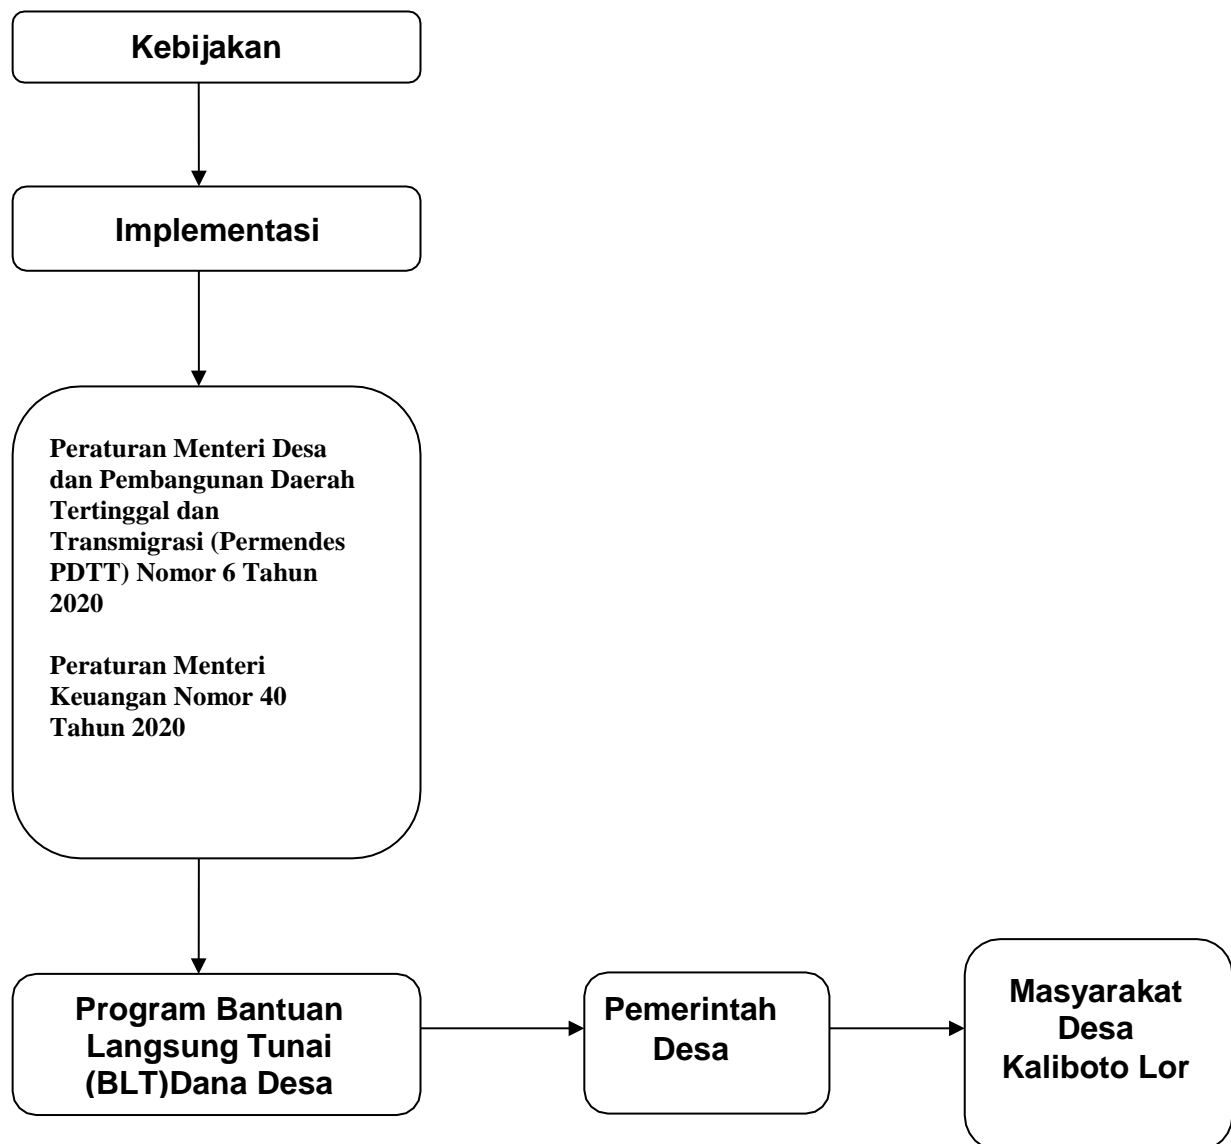 Kebijakan
Implementasi
Peraturan Menteri Desa
dan Pembangunan Daerah
Tertinggal dan
Transmigrasi (Permendes
PDTT) Nomor 6 Tahun
2020
Peraturan Menteri
Keuangan Nomor 40
Tahun 2020
Program Bantuan
Langsung Tunai
(BLT)Dana Desa
Pemerintah
Desa
Masyarakat
Desa
Kaliboto Lor